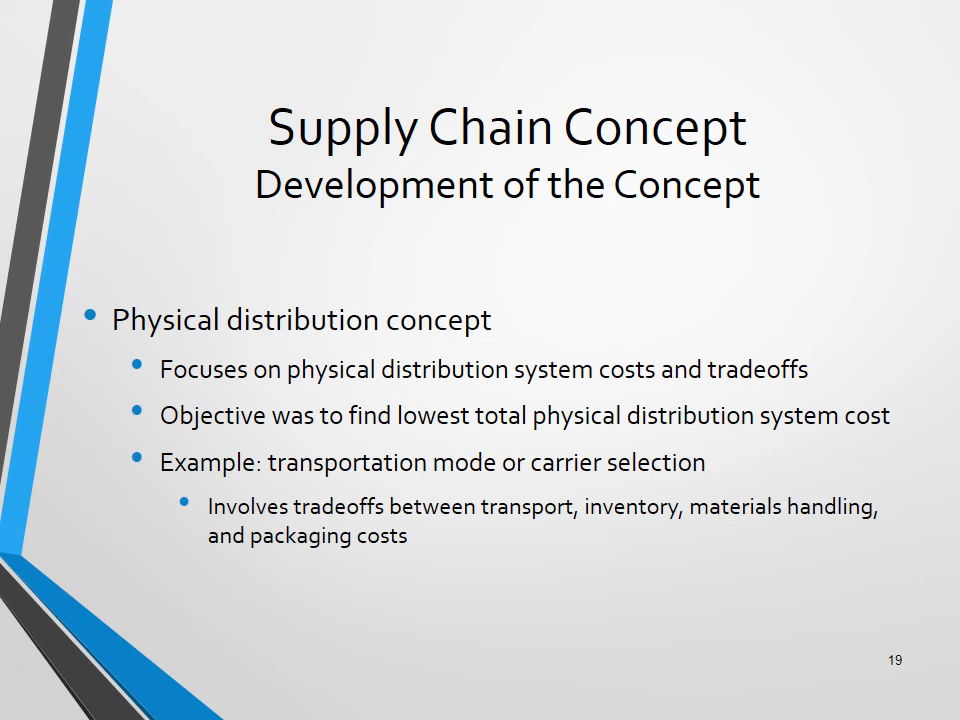 Supply Chain Concept
Development of the Concept
• Physical distribution concept
• Focuses on physical distribution system costs and tradeoffs
• Objective was to find lowest total physical distribution system cost
• Example: transportation mode or carrier selection
• Involves tradeoffs between transport, inventory, materials handling,
and packaging costs
19